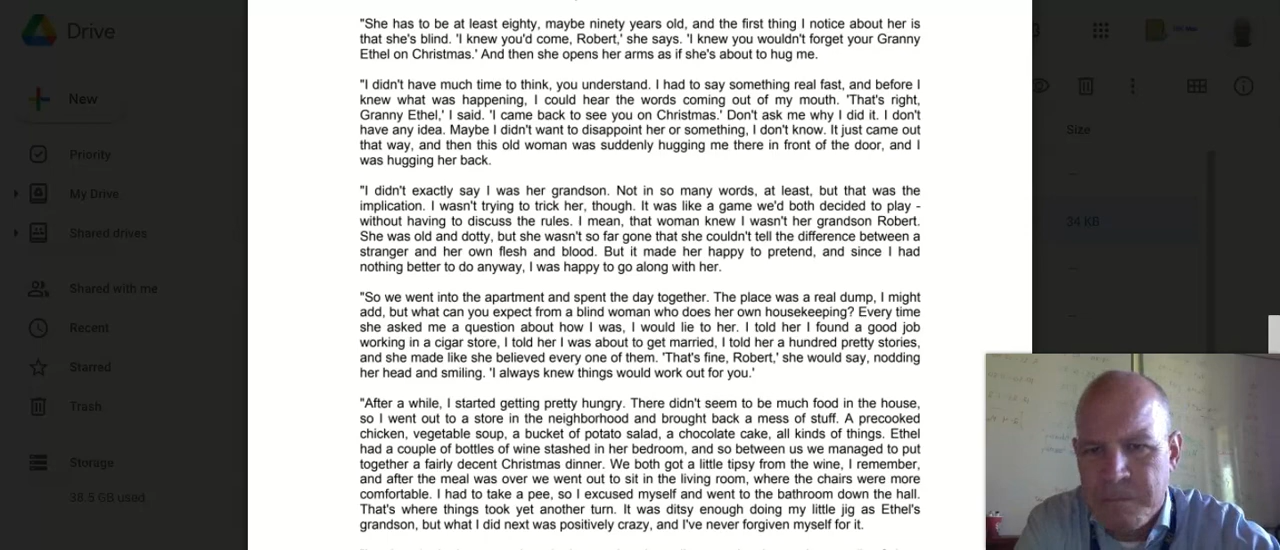 "She has to be at least eighty, maybe ninety years old, and the first thing I notice about her is
that she's blind. 'I knew you'd come, Robert,' she says. 'I knew you wouldn't forget your Granny
Ethel on Christmas.' And then she opens her arms as if she's about to hug me.
"I didn't have much time to think, you understand. I had to say something real fast, and before I
knew what was happening, I could hear the words coming out of my mouth. 'That's right,
Granny Ethel,' I said. 'I came back to see you on Christmas.' Don't ask me why I did it. I don't
have any idea. Maybe I didn't want to disappoint her or something, I don't know. It just came out
that way, and then this old woman was suddenly hugging me there in front of the door, and I
was hugging her back.
"I didn't exactly say I was her grandson. Not in so many words, at least, but that was the
implication. I wasn't trying to trick her, though. It was like a game we'd both decided to play -
without having to discuss the rules. I mean, that woman knew I wasn't her grandson Robert.
She was old and dotty, but she wasn't so far gone that she couldn't tell the difference between a
stranger and her own flesh and blood. But it made her happy to pretend, and since I had
nothing better to do anyway, I was happy to go along with her.
"So we went into the apartment and spent the day together. The place was a real dump, I might
add, but what can you expect from a blind woman who does her own housekeeping? Every time
she asked me a question about how I was, I would lie to her. I told her I found a good job
working in a cigar store, I told her I was about to get married, I told her a hundred pretty stories,
and she made like she believed every one of them. 'That's fine, Robert,' she would say, nodding
her head and smiling. 'I always knew things would work out for you.'
"After a while, I started getting pretty hungry. There didn't seem to be much food in the house,
so I went out to a store in the neighborhood and brought back a mess of stuff. A precooked
chicken, vegetable soup, a bucket of potato salad, a chocolate cake, all kinds of things. Ethel
had a couple of bottles of wine stashed in her bedroom, and so between us we managed to put
together a fairly decent Christmas dinner. We both got a little tipsy from the wine, I remember,
and after the meal was over we went out to sit in the living room, where the chairs were more
comfortable. I had to take a pee, so I excused myself and went to the bathroom down the hall.
That's where things took yet another turn. It was ditsy enough doing my little jig as Ethel's
grandson, but what I did next was positively crazy, and I've never forgiven myself for it.
Drive
New
Priority
My Drive
Shared drives
Shared with me
Recent
Starred
Trash
Storage
38.5 GB used
Size
34 KB